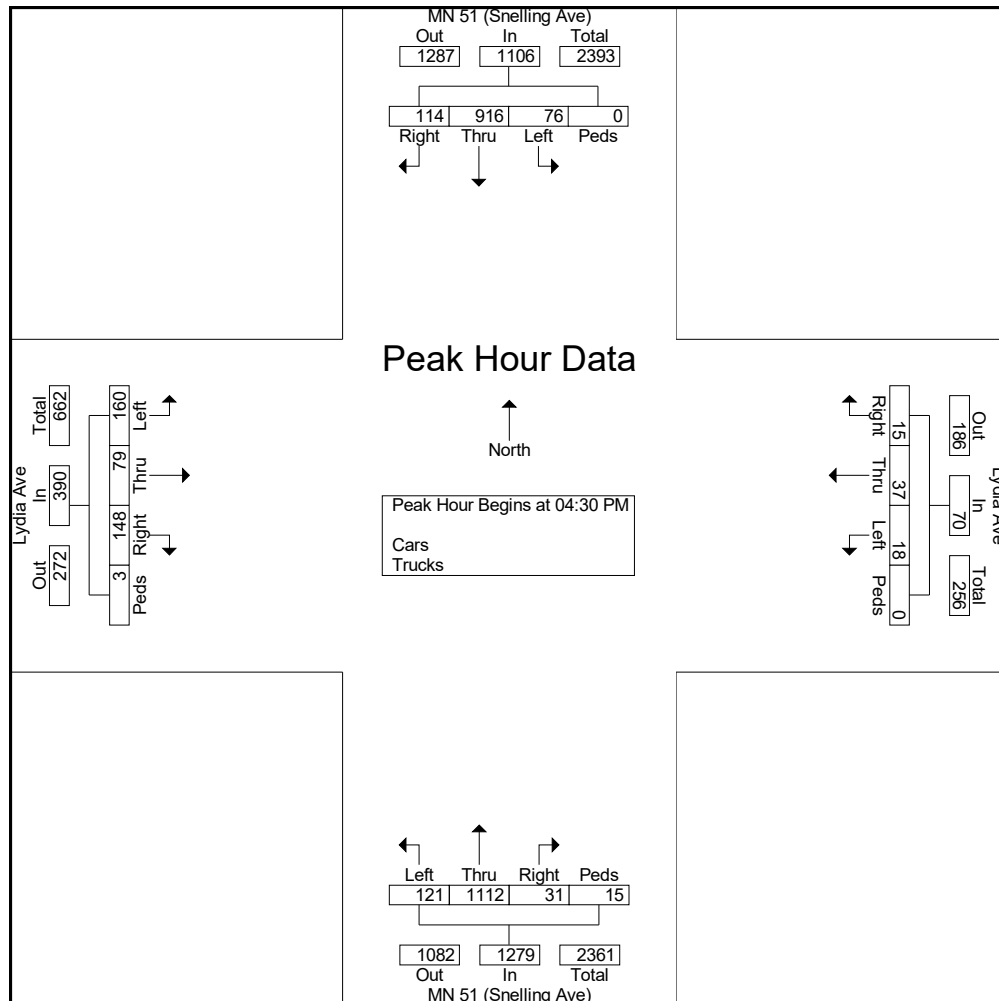 MN 51 (Snelling Ave)
Out In Total
1287 1106 2393
114 916 76 0
Right Thru Left Peds
Peak Hour Data
North
Peak Hour Begins at 04:30 PM
Cars
Trucks
Lydia Ave
Out In Total
272 390 662
Left Thru Right Peds
160 79 148 3
Lydia Ave
Out In Total
186 70 256
Right Thru Left Peds
15 37 18 0
Left Thru Right Peds
121 1112 31 15
1082 1279 2361
Out In Total
MN 51 (Snelling Ave)